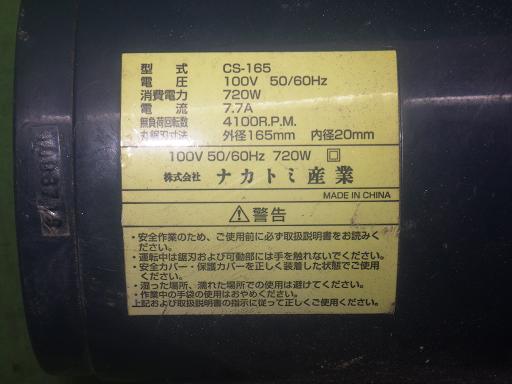 型式 CS-165
電圧 100V 50/60Hz
消費電力 720W
電流 7.7A
無負荷回転数 4100R.P.M.
丸鋸刃寸法 外径165mm 内径20mm
100V 50/60Hz 720W
株式会社 ナカトミ産業
MADE IN CHINA
⚠警告
・安全作業のため、ご使用前に必ず取扱説明書をお読みく
ださい。
・運転中は鋸刃および可動部には手を触れないでください。
・安全カバー・保護カバーを正しく装着した状態でご使用
ください。
・湿った場所、濡れた場所での使用は避けてください。
・作業中の手袋の使用はおやめください。
上記および取扱説明書の指示に従って正しくご使用ください。